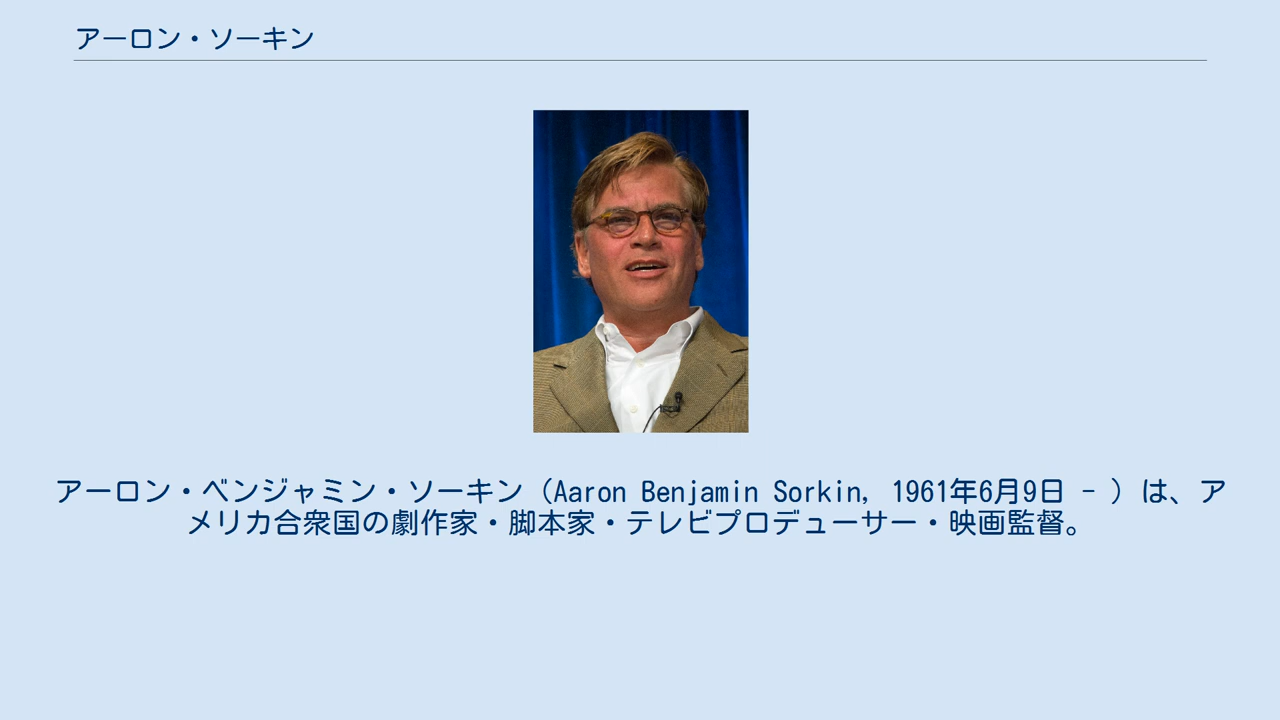 アーロン・ソーキン
アーロン・ベンジャミン・ソーキン（Aaron Benjamin Sorkin, 1961年6月9日 - ）は、ア
メリカ合衆国の劇作家・脚本家・テレビプロデューサー・映画監督。